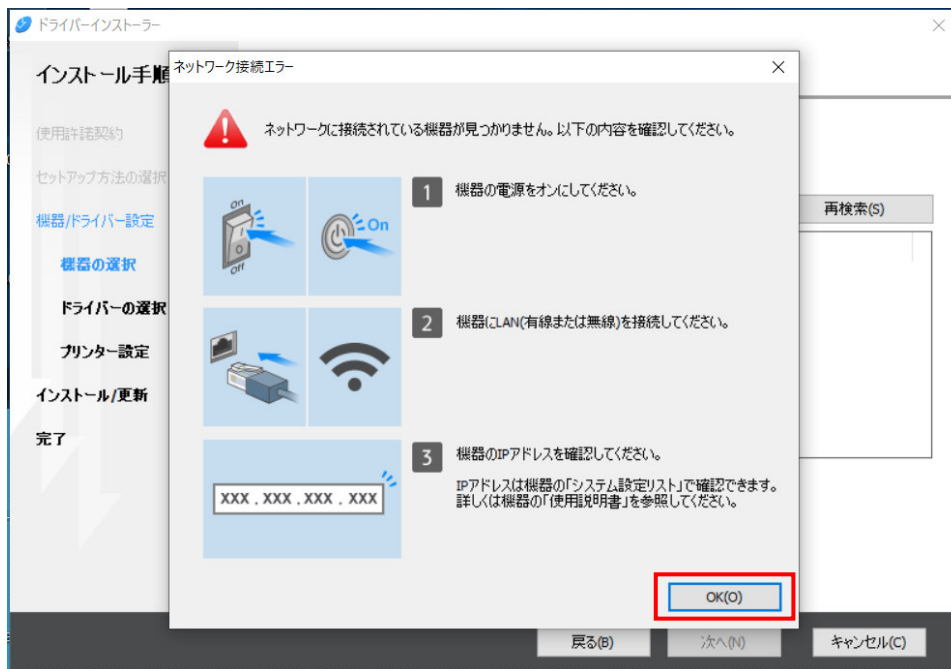 ドライバーインストーラー
インストール手順
ネットワーク接続エラー
ネットワークに接続されている機器が見つかりません。以下の内容を確認してください。
使用許諾契約
セットアップ方法の選択
機器/ドライバー設定
機器の選択
ドライバーの選択
プリンター設定
インストール/更新
完了
再検索(S)
On
Off
On
1
機器の電源をオンにしてください。
2
機器にLAN(有線または無線)を接続してください。
XXX . XXX . XXX . XXX
3
機器のIPアドレスを確認してください。
IPアドレスは機器の「システム設定リスト」で確認できます。
詳しくは機器の「使用説明書」を参照してください。
OK(O)
戻る(B)
次へ(N)
キャンセル(C)